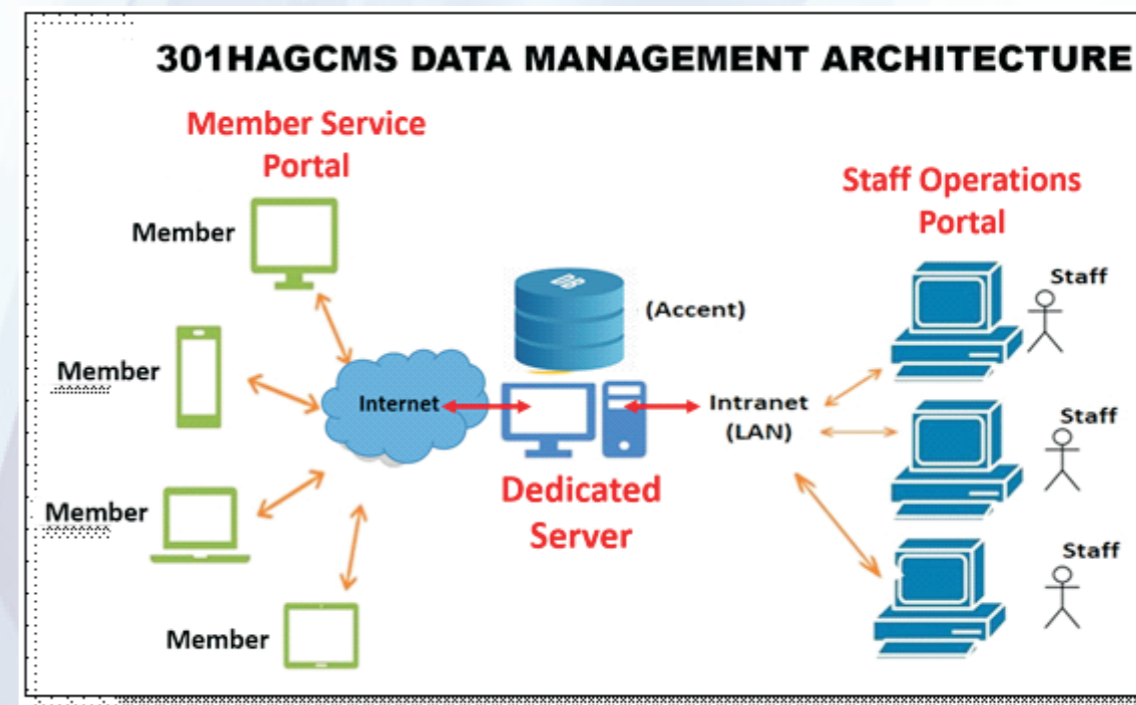 301HAGCMS DATA MANAGEMENT ARCHITECTURE
Member Service
Portal
Member
Member
Member
Member
Internet
DB
(Accent)
Dedicated
Server
Intranet
(LAN)
Staff Operations
Portal
Staff
Staff
Staff